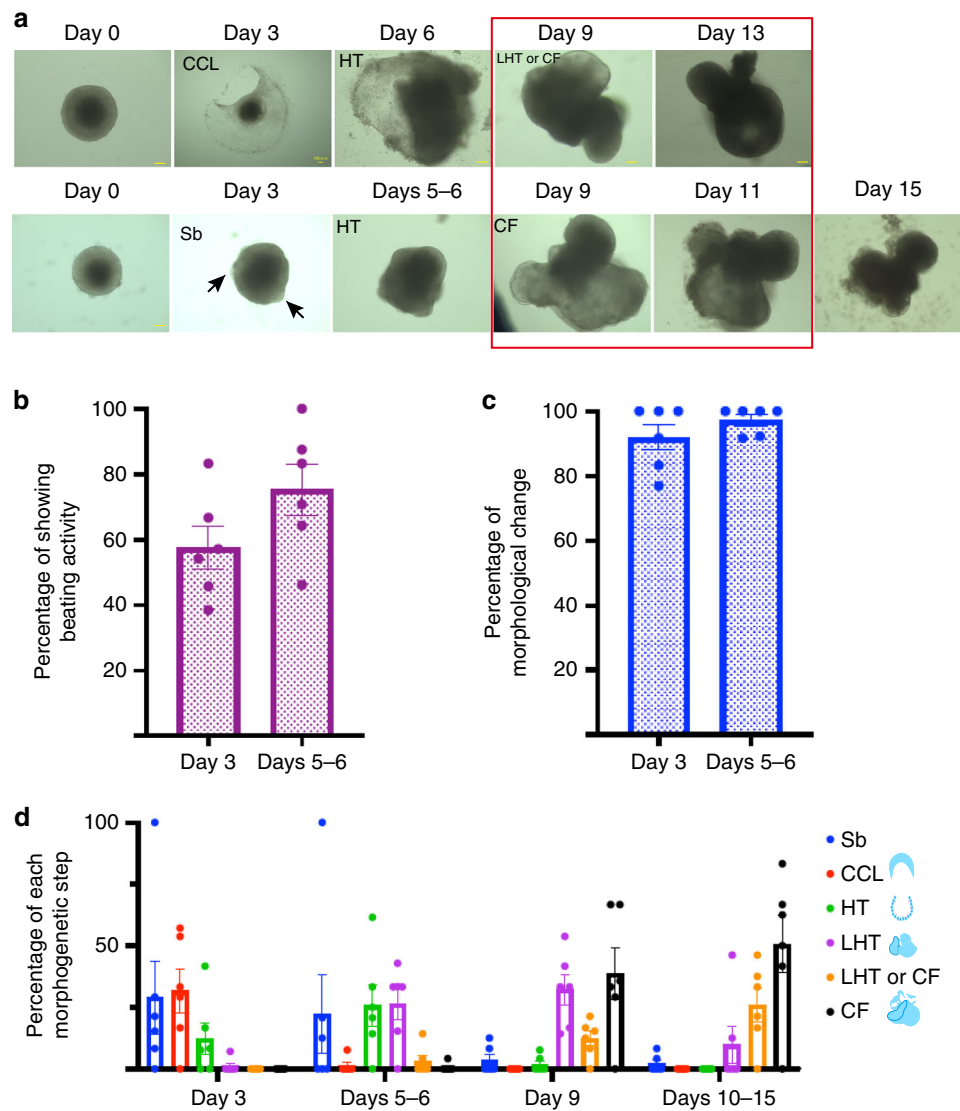 a
Day 0 Day 3 Day 6 Day 9 Day 13
CCL HT LHT or CF
Day 0 Day 3 Days 5–6 Day 9 Day 11 Day 15
Sb HT CF
b
Percentage of showing
beating activity
100
80
60
40
20
Day 3 Days 5–6
c
Percentage of
morphological change
100
80
60
40
20
Day 3 Days 5–6
d
Percentage of each
morphogenetic step
100
50
Day 3 Days 5–6 Day 9 Days 10–15
Sb
CCL
HT
LHT
LHT or CF
CF